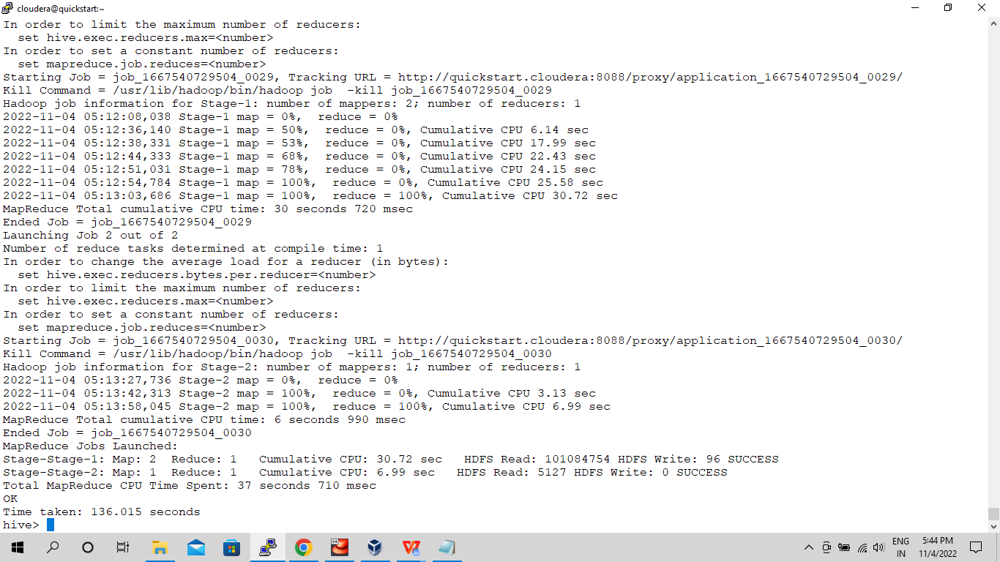 cloudera@quickstart:~
In order to limit the maximum number of reducers:
  set hive.exec.reducers.max=<number>
In order to set a constant number of reducers:
  set mapreduce.job.reduces=<number>
Starting Job = job_1667540729504_0029, Tracking URL = http://quickstart.cloudera:8088/proxy/application_1667540729504_0029/
Kill Command = /usr/lib/hadoop/bin/hadoop job  -kill job_1667540729504_0029
Hadoop job information for Stage-1: number of mappers: 2; number of reducers: 1
2022-11-04 05:12:08,038 Stage-1 map = 0%,  reduce = 0%
2022-11-04 05:12:36,140 Stage-1 map = 50%,  reduce = 0%, Cumulative CPU 6.14 sec
2022-11-04 05:12:38,331 Stage-1 map = 53%,  reduce = 0%, Cumulative CPU 17.99 sec
2022-11-04 05:12:44,333 Stage-1 map = 68%,  reduce = 0%, Cumulative CPU 22.43 sec
2022-11-04 05:12:51,031 Stage-1 map = 78%,  reduce = 0%, Cumulative CPU 24.15 sec
2022-11-04 05:12:54,784 Stage-1 map = 100%,  reduce = 0%, Cumulative CPU 25.58 sec
2022-11-04 05:13:03,686 Stage-1 map = 100%,  reduce = 100%, Cumulative CPU 30.72 sec
MapReduce Total cumulative CPU time: 30 seconds 720 msec
Ended Job = job_1667540729504_0029
Launching Job 2 out of 2
Number of reduce tasks determined at compile time: 1
In order to change the average load for a reducer (in bytes):
  set hive.exec.reducers.bytes.per.reducer=<number>
In order to limit the maximum number of reducers:
  set hive.exec.reducers.max=<number>
In order to set a constant number of reducers:
  set mapreduce.job.reduces=<number>
Starting Job = job_1667540729504_0030, Tracking URL = http://quickstart.cloudera:8088/proxy/application_1667540729504_0030/
Kill Command = /usr/lib/hadoop/bin/hadoop job  -kill job_1667540729504_0030
Hadoop job information for Stage-2: number of mappers: 1; number of reducers: 1
2022-11-04 05:13:27,736 Stage-2 map = 0%,  reduce = 0%
2022-11-04 05:13:42,313 Stage-2 map = 100%,  reduce = 0%, Cumulative CPU 3.13 sec
2022-11-04 05:13:58,045 Stage-2 map = 100%,  reduce = 100%, Cumulative CPU 6.99 sec
MapReduce Total cumulative CPU time: 6 seconds 990 msec
Ended Job = job_1667540729504_0030
MapReduce Jobs Launched:
Stage-Stage-1: Map: 2  Reduce: 1   Cumulative CPU: 30.72 sec   HDFS Read: 101084754 HDFS Write: 96 SUCCESS
Stage-Stage-2: Map: 1  Reduce: 1   Cumulative CPU: 6.99 sec   HDFS Read: 5127 HDFS Write: 0 SUCCESS
Total MapReduce CPU Time Spent: 37 seconds 710 msec
OK
Time taken: 136.015 seconds
hive>
ENG
IN
5:44 PM
11/4/2022